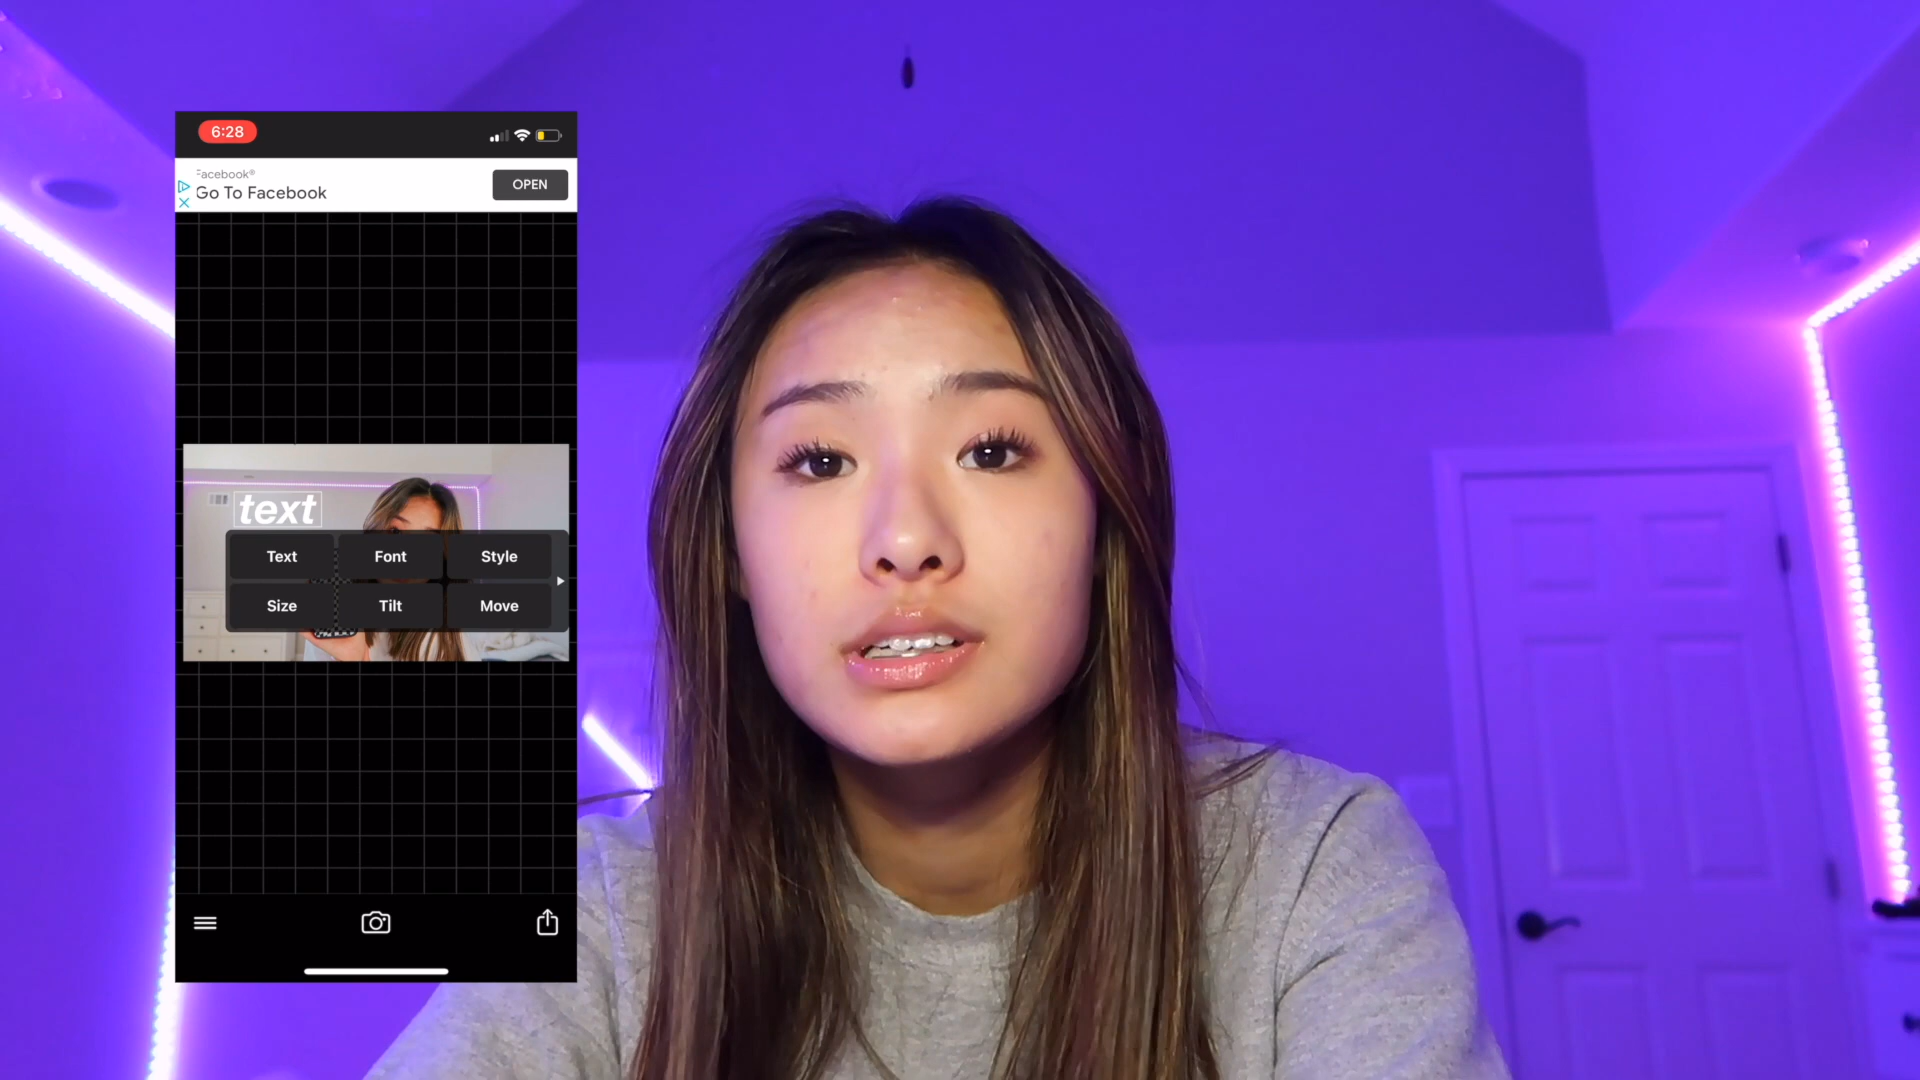 6:28
Facebook®
Go To Facebook
OPEN
text
Text Font Style
Size Tilt Move